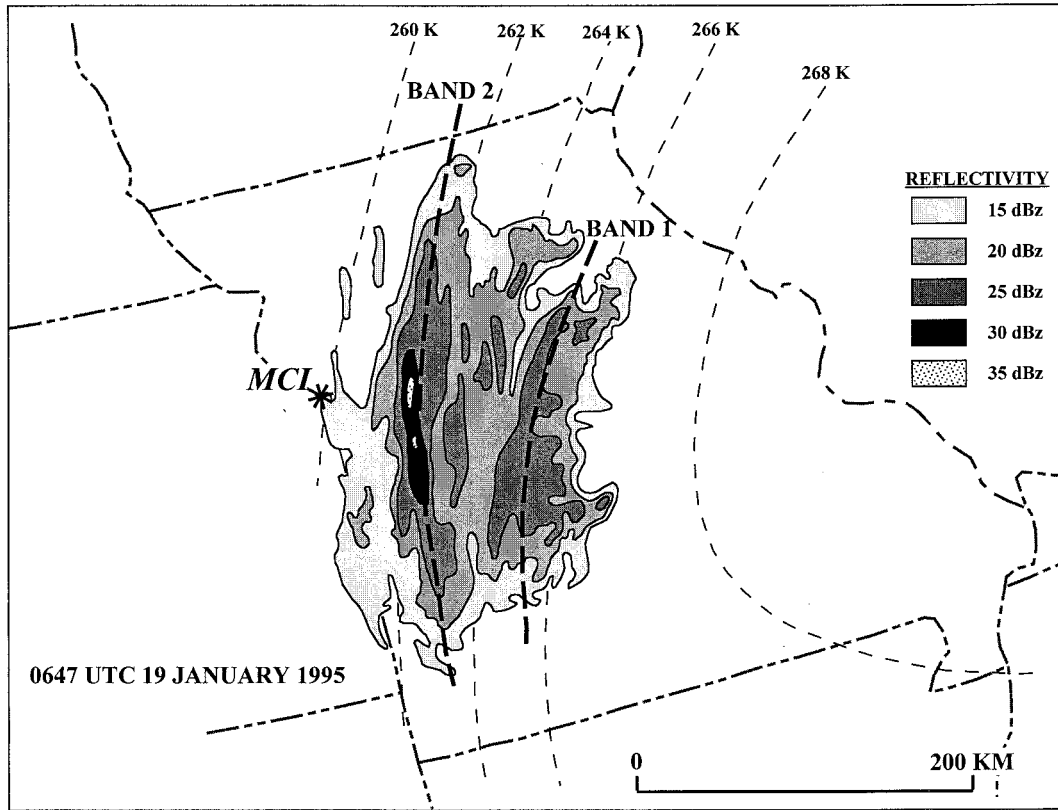 260 K
262 K
264 K
266 K
268 K
BAND 2
BAND 1
REFLECTIVITY
15 dBz
20 dBz
25 dBz
30 dBz
35 dBz
MCI
0647 UTC 19 JANUARY 1995
0 200 KM